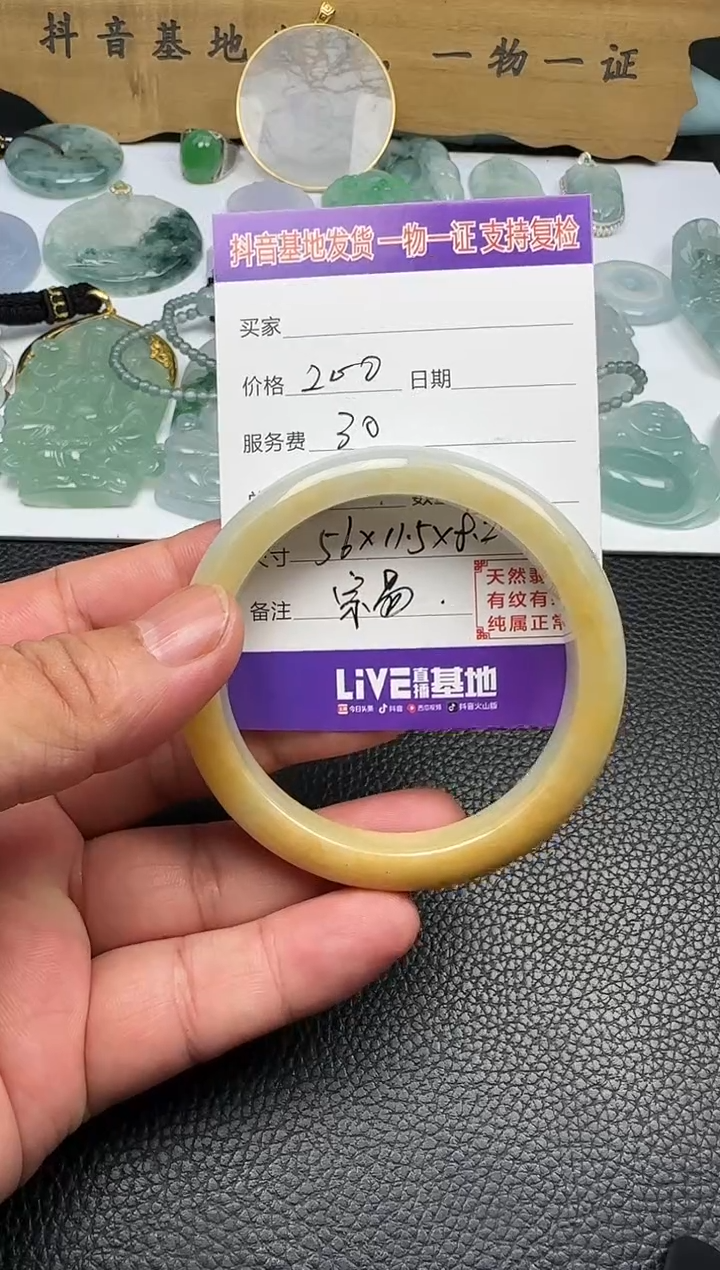 抖音基地
一物一证
抖音基地发货 一物一证 支持复检
买家
价格 200 日期
服务费 30
寸 56×11.5×8.2
备注
天然
有纹有
纯属正常
LiVE直播基地
今日头条 抖音 西瓜视频 抖音火山版